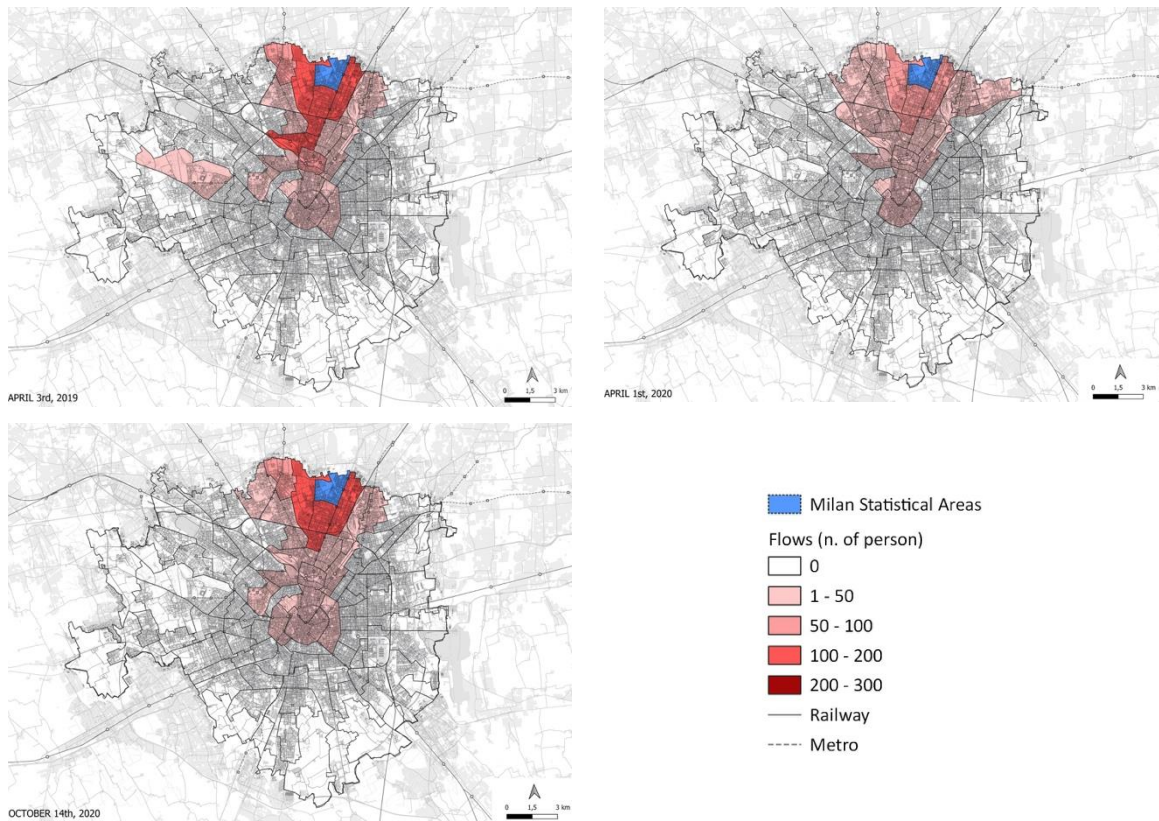 0 1,5 3 km
APRIL 3rd, 2019
0 1,5 3 km
APRIL 1st, 2020
0 1,5 3 km
OCTOBER 14th, 2020
Milan Statistical Areas
Flows (n. of person)
0
1 - 50
50 - 100
100 - 200
200 - 300
Railway
Metro